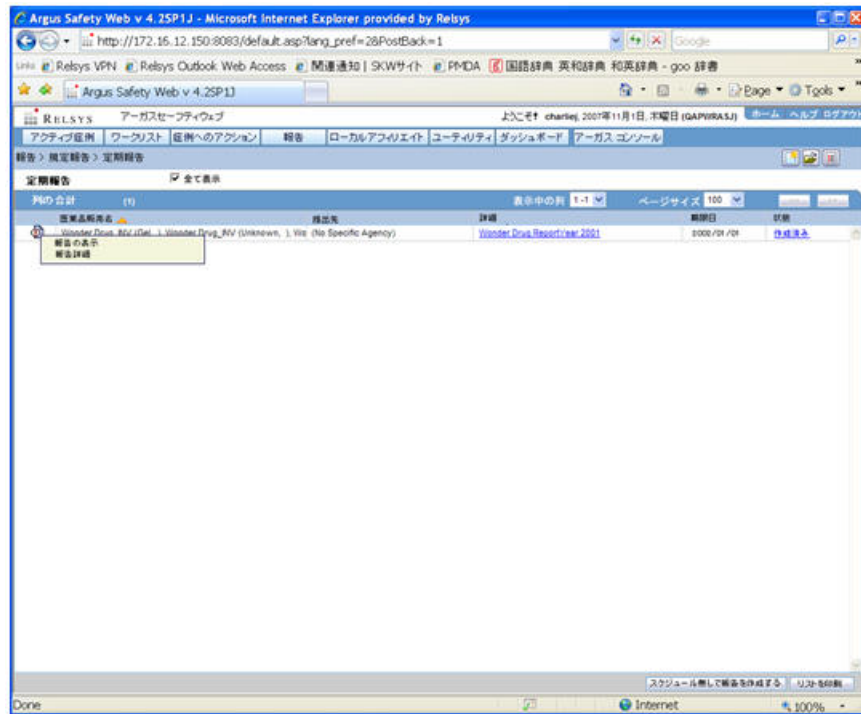 Argus Safety Web v 4.2SP1J - Microsoft Internet Explorer provided by Relsys
http://172.16.12.150:8083/default.asp?lang_pref=2&PostBack=1
Google
Links Relsys VPN Relsys Outlook Web Access 関連通知 | SKWサイト PMDA 国語辞典 英和辞典 和英辞典 - goo 辞書
Argus Safety Web v 4.2SP1J
Page Tools
RELSYS アーガスセーフティウェブ ようこそ! charliej, 2007年11月1日, 木曜日 (QAPWRASJ) ホーム ヘルプ ログアウト
アクティブ症例 ワークリスト 症例へのアクション 報告 ローカルアフィリエイト ユーティリティ ダッシュボード アーガス コンソール
報告 > 規定報告 > 定期報告
定期報告 全て表示
列の合計 (1) 表示中の列 1-1 ページサイズ 100
医薬品販売名 提出先 詳細 期限日 状態
Wonder Drug_INV (Gel, ), Wonder Drug_INV (Unknown, ), Wo (No Specific Agency) Wonder Drug Report:Year 2001 作成済み
報告の表示
報告詳細
スケジュール無しで報告を作成する リストを印刷
Done Internet 100%